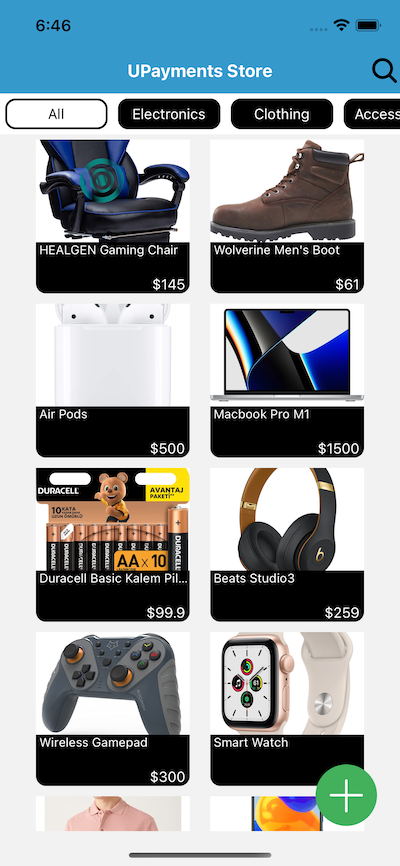 6:46
UPayments Store
All
Electronics
Clothing
Access
HEALGEN Gaming Chair
Wolverine Men's Boot
$145
$61
Air Pods
Macbook Pro M1
$500
$1500
DURACELL
AVANTAJ
PAKETİ**
10 KATA
UZUN ÖMÜRLÜ
DURACELL
AA x 10
Duracell Basic Kalem Pil...
Beats Studio3
$99.9
$259
Wireless Gamepad
Smart Watch
$300